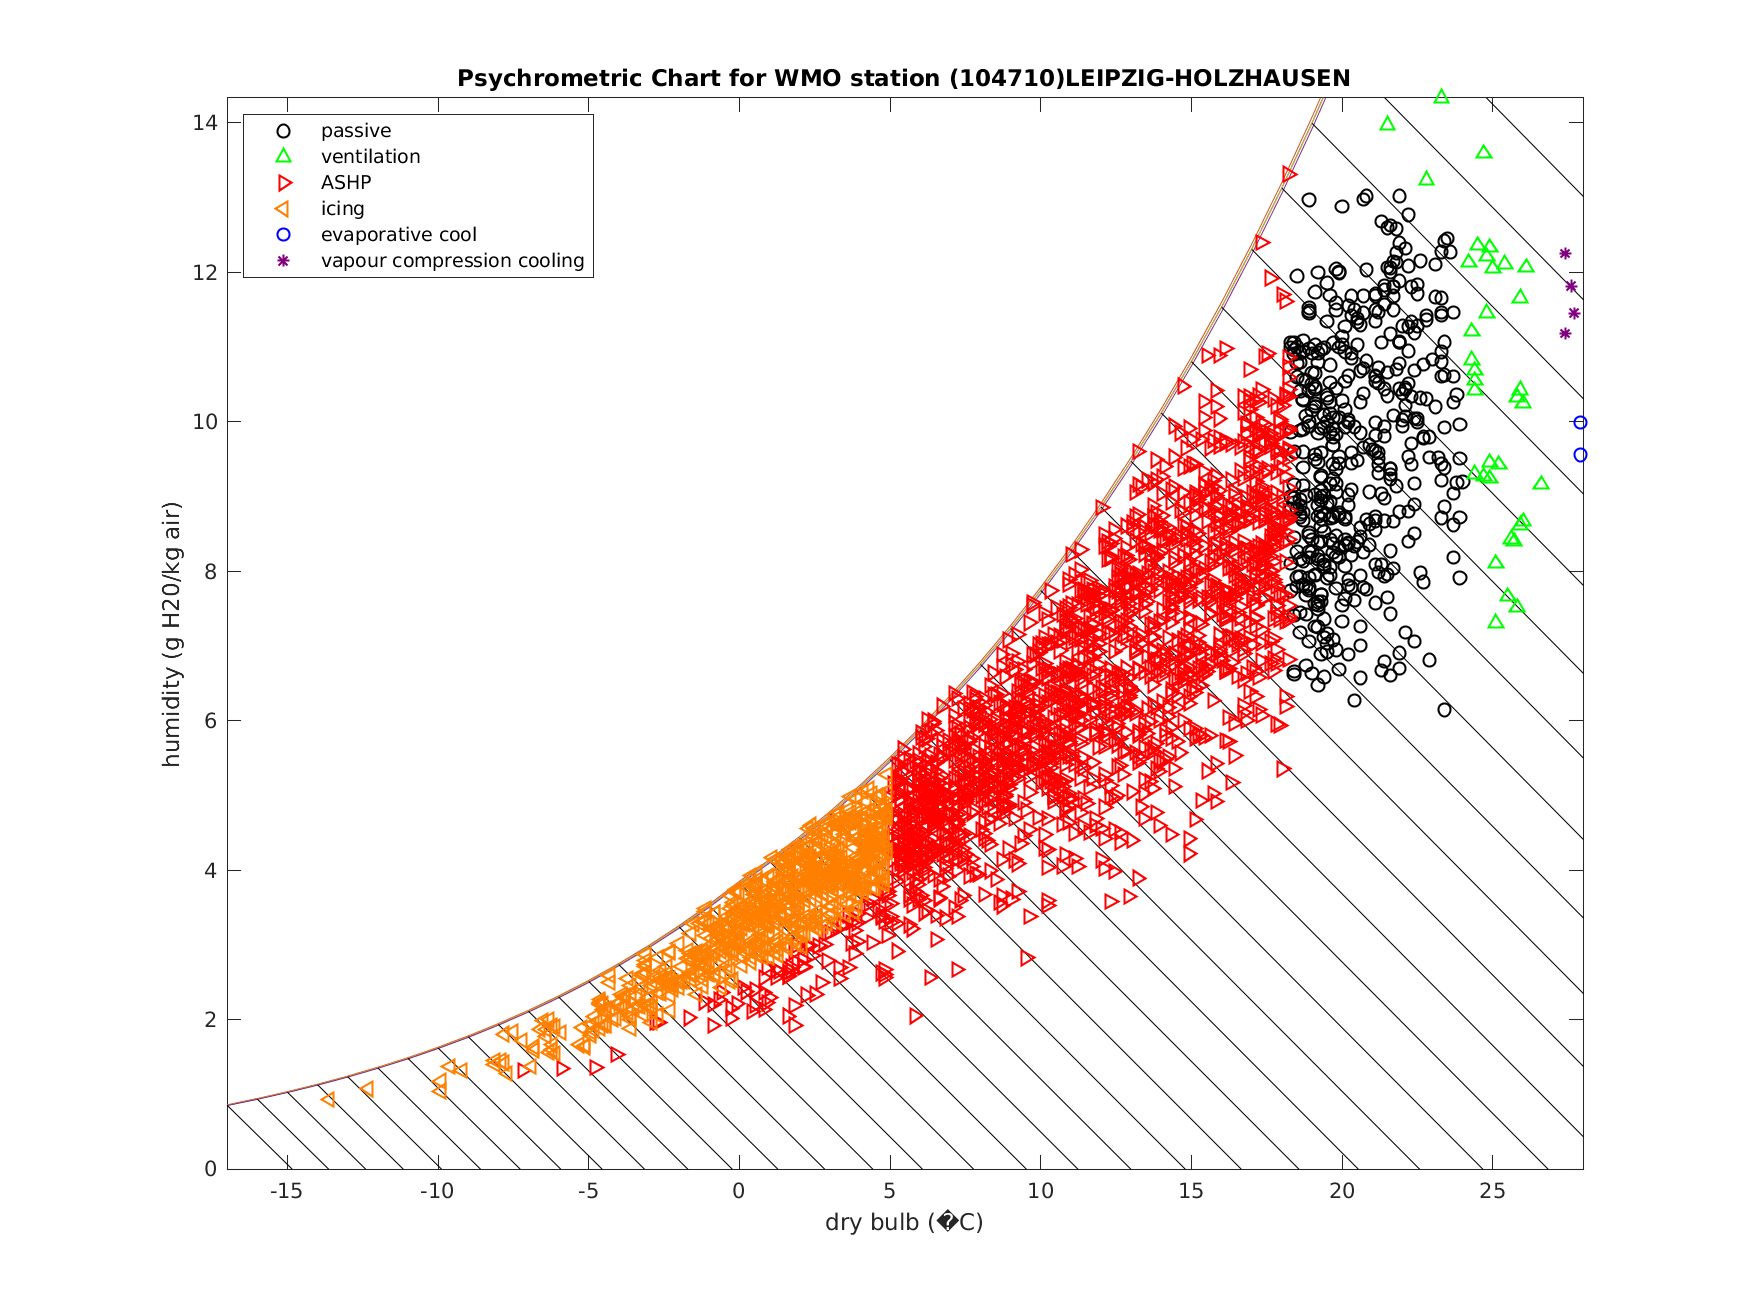 Psychrometric Chart for WMO station (104710)LEIPZIG-HOLZHAUSEN
passive
ventilation
ASHP
icing
evaporative cool
vapour compression cooling
humidity (g H20/kg air)
14
12
10
8
6
4
2
0
-15
-10
-5
0
5
10
15
20
25
dry bulb (�C)